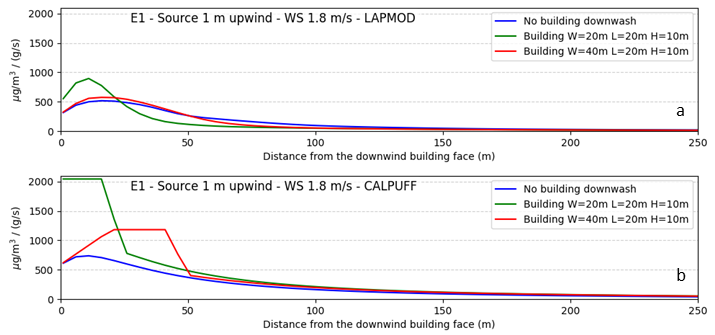 E1 - Source 1 m upwind - WS 1.8 m/s - LAPMOD
No building downwash
Building W=20m L=20m H=10m
Building W=40m L=20m H=10m
a
μg/m³ / (g/s)
2000
1500
1000
500
0
0 50 100 150 200 250
Distance from the downwind building face (m)
E1 - Source 1 m upwind - WS 1.8 m/s - CALPUFF
No building downwash
Building W=20m L=20m H=10m
Building W=40m L=20m H=10m
b
μg/m³ / (g/s)
2000
1500
1000
500
0
0 50 100 150 200 250
Distance from the downwind building face (m)